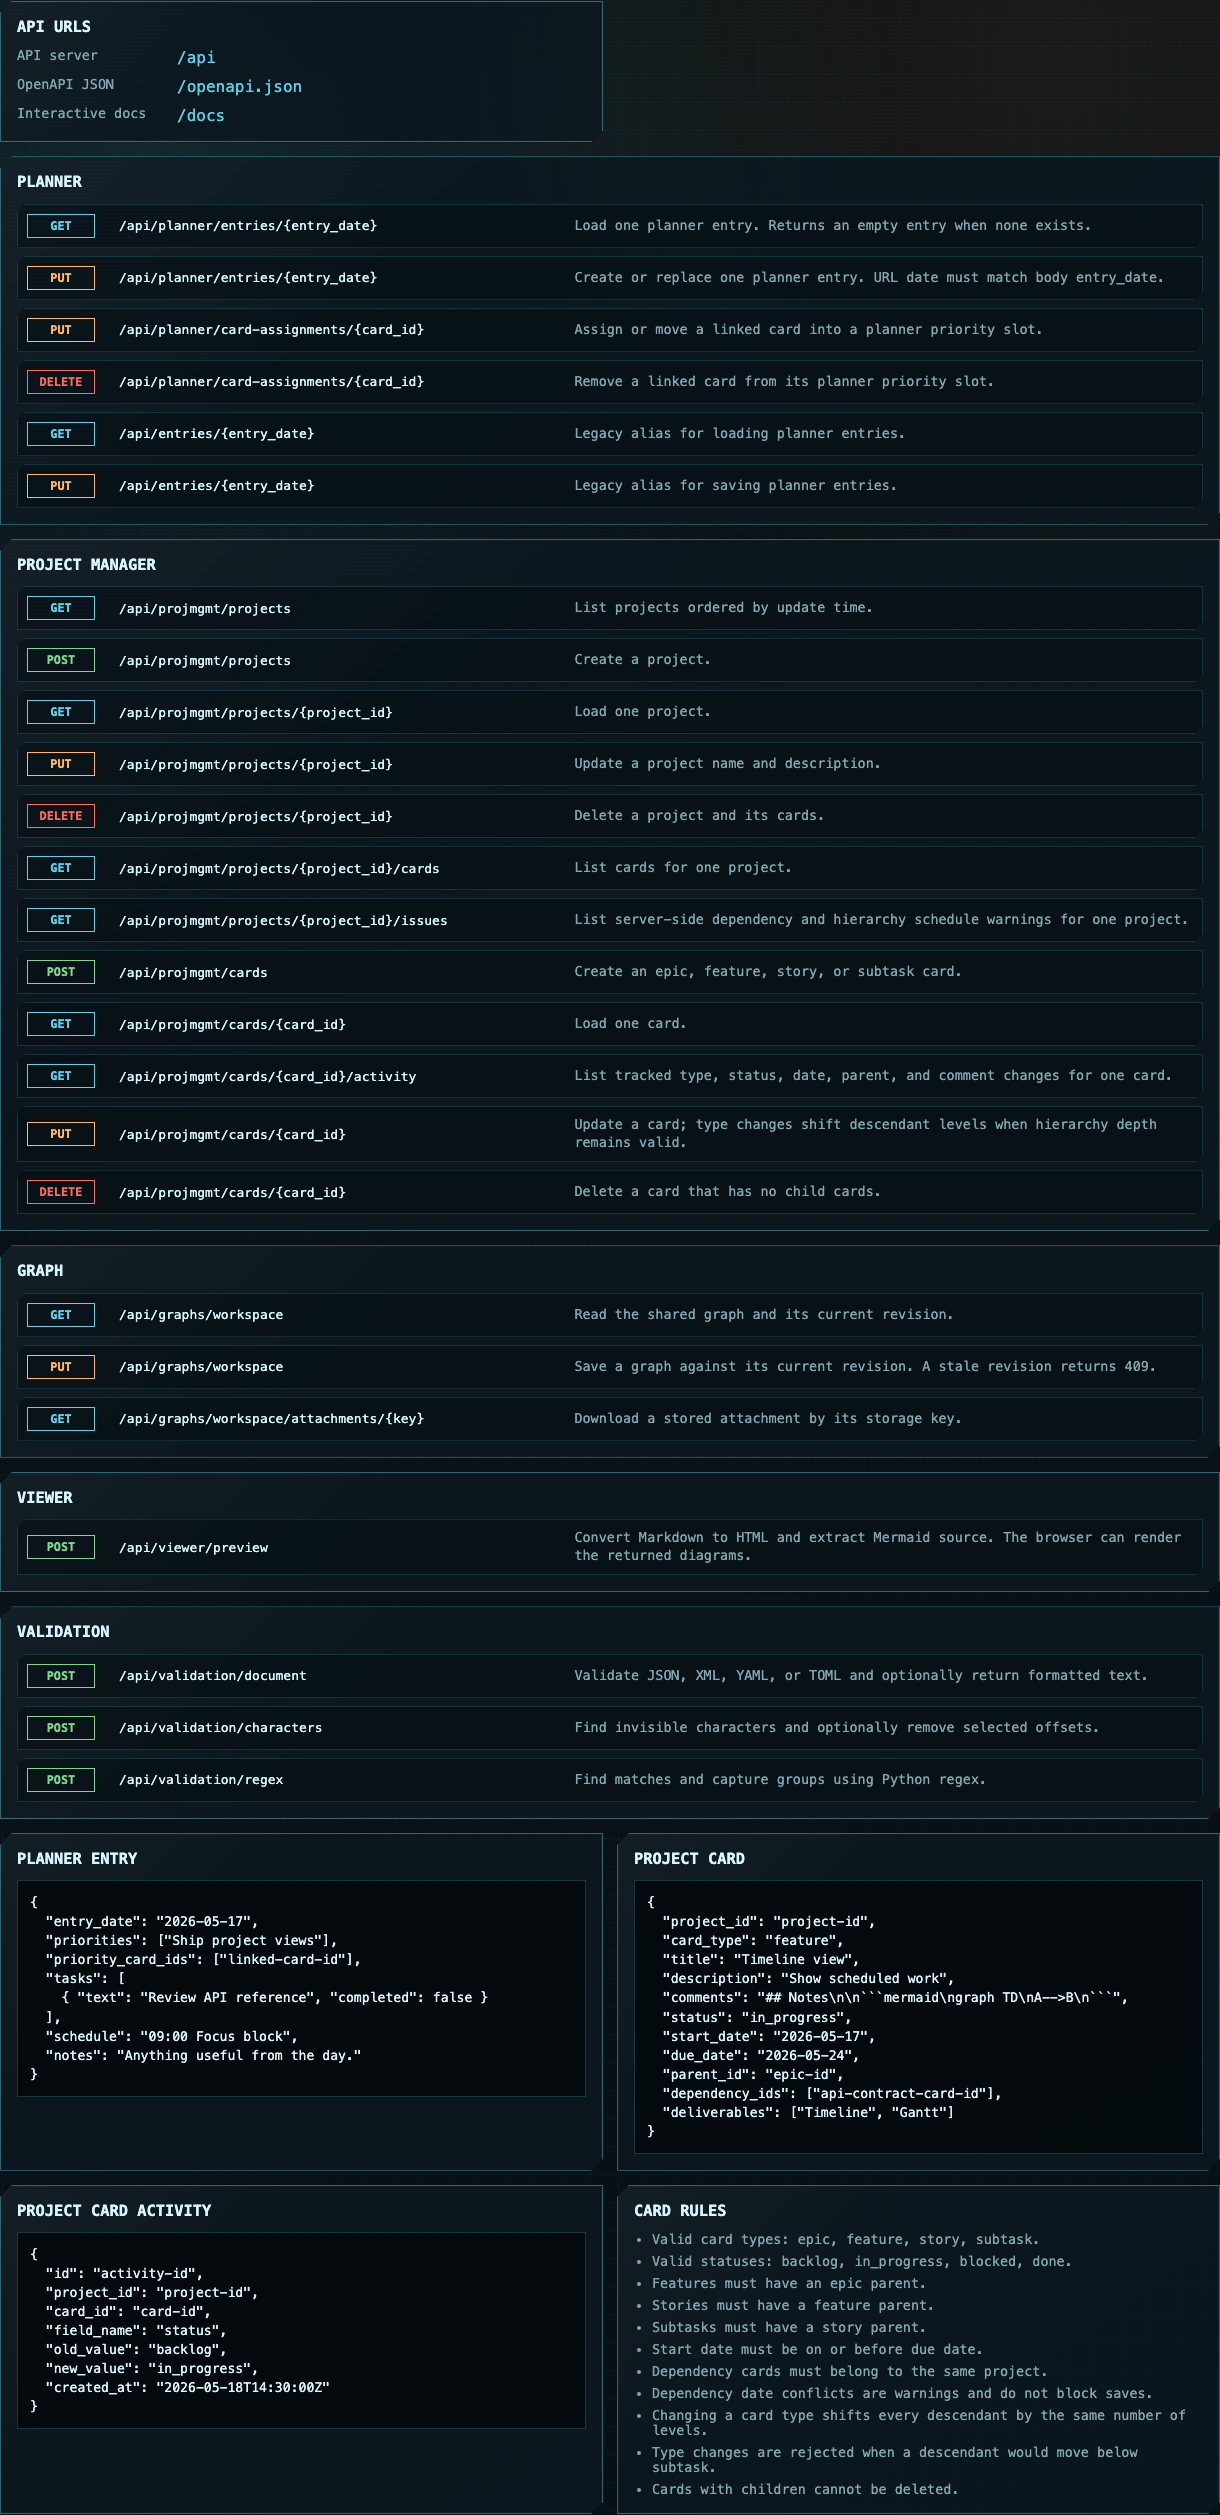 API URLS
API server /api
OpenAPI JSON /openapi.json
Interactive docs /docs
PLANNER
GET /api/planner/entries/{entry_date} Load one planner entry. Returns an empty entry when none exists.
PUT /api/planner/entries/{entry_date} Create or replace one planner entry. URL date must match body entry_date.
PUT /api/planner/card-assignments/{card_id} Assign or move a linked card into a planner priority slot.
DELETE /api/planner/card-assignments/{card_id} Remove a linked card from its planner priority slot.
GET /api/entries/{entry_date} Legacy alias for loading planner entries.
PUT /api/entries/{entry_date} Legacy alias for saving planner entries.
PROJECT MANAGER
GET /api/projmgmt/projects List projects ordered by update time.
POST /api/projmgmt/projects Create a project.
GET /api/projmgmt/projects/{project_id} Load one project.
PUT /api/projmgmt/projects/{project_id} Update a project name and description.
DELETE /api/projmgmt/projects/{project_id} Delete a project and its cards.
GET /api/projmgmt/projects/{project_id}/cards List cards for one project.
GET /api/projmgmt/projects/{project_id}/issues List server-side dependency and hierarchy schedule warnings for one project.
POST /api/projmgmt/cards Create an epic, feature, story, or subtask card.
GET /api/projmgmt/cards/{card_id} Load one card.
GET /api/projmgmt/cards/{card_id}/activity List tracked type, status, date, parent, and comment changes for one card.
PUT /api/projmgmt/cards/{card_id} Update a card; type changes shift descendant levels when hierarchy depth
remains valid.
DELETE /api/projmgmt/cards/{card_id} Delete a card that has no child cards.
GRAPH
GET /api/graphs/workspace Read the shared graph and its current revision.
PUT /api/graphs/workspace Save a graph against its current revision. A stale revision returns 409.
GET /api/graphs/workspace/attachments/{key} Download a stored attachment by its storage key.
VIEWER
POST /api/viewer/preview Convert Markdown to HTML and extract Mermaid source. The browser can render
the returned diagrams.
VALIDATION
POST /api/validation/document Validate JSON, XML, YAML, or TOML and optionally return formatted text.
POST /api/validation/characters Find invisible characters and optionally remove selected offsets.
POST /api/validation/regex Find matches and capture groups using Python regex.
PLANNER ENTRY
{
"entry_date": "2026-05-17",
"priorities": ["Ship project views"],
"priority_card_ids": ["linked-card-id"],
"tasks": [
{ "text": "Review API reference", "completed": false }
],
"schedule": "09:00 Focus block",
"notes": "Anything useful from the day."
}
PROJECT CARD
{
"project_id": "project-id",
"card_type": "feature",
"title": "Timeline view",
"description": "Show scheduled work",
"comments": "## Notes\n\n```mermaid\ngraph TD\nA-->B\n```",
"status": "in_progress",
"start_date": "2026-05-17",
"due_date": "2026-05-24",
"parent_id": "epic-id",
"dependency_ids": ["api-contract-card-id"],
"deliverables": ["Timeline", "Gantt"]
}
PROJECT CARD ACTIVITY
{
"id": "activity-id",
"project_id": "project-id",
"card_id": "card-id",
"field_name": "status",
"old_value": "backlog",
"new_value": "in_progress",
"created_at": "2026-05-18T14:30:00Z"
}
CARD RULES
• Valid card types: epic, feature, story, subtask.
• Valid statuses: backlog, in_progress, blocked, done.
• Features must have an epic parent.
• Stories must have a feature parent.
• Subtasks must have a story parent.
• Start date must be on or before due date.
• Dependency cards must belong to the same project.
• Dependency date conflicts are warnings and do not block saves.
• Changing a card type shifts every descendant by the same number of
levels.
• Type changes are rejected when a descendant would move below
subtask.
• Cards with children cannot be deleted.